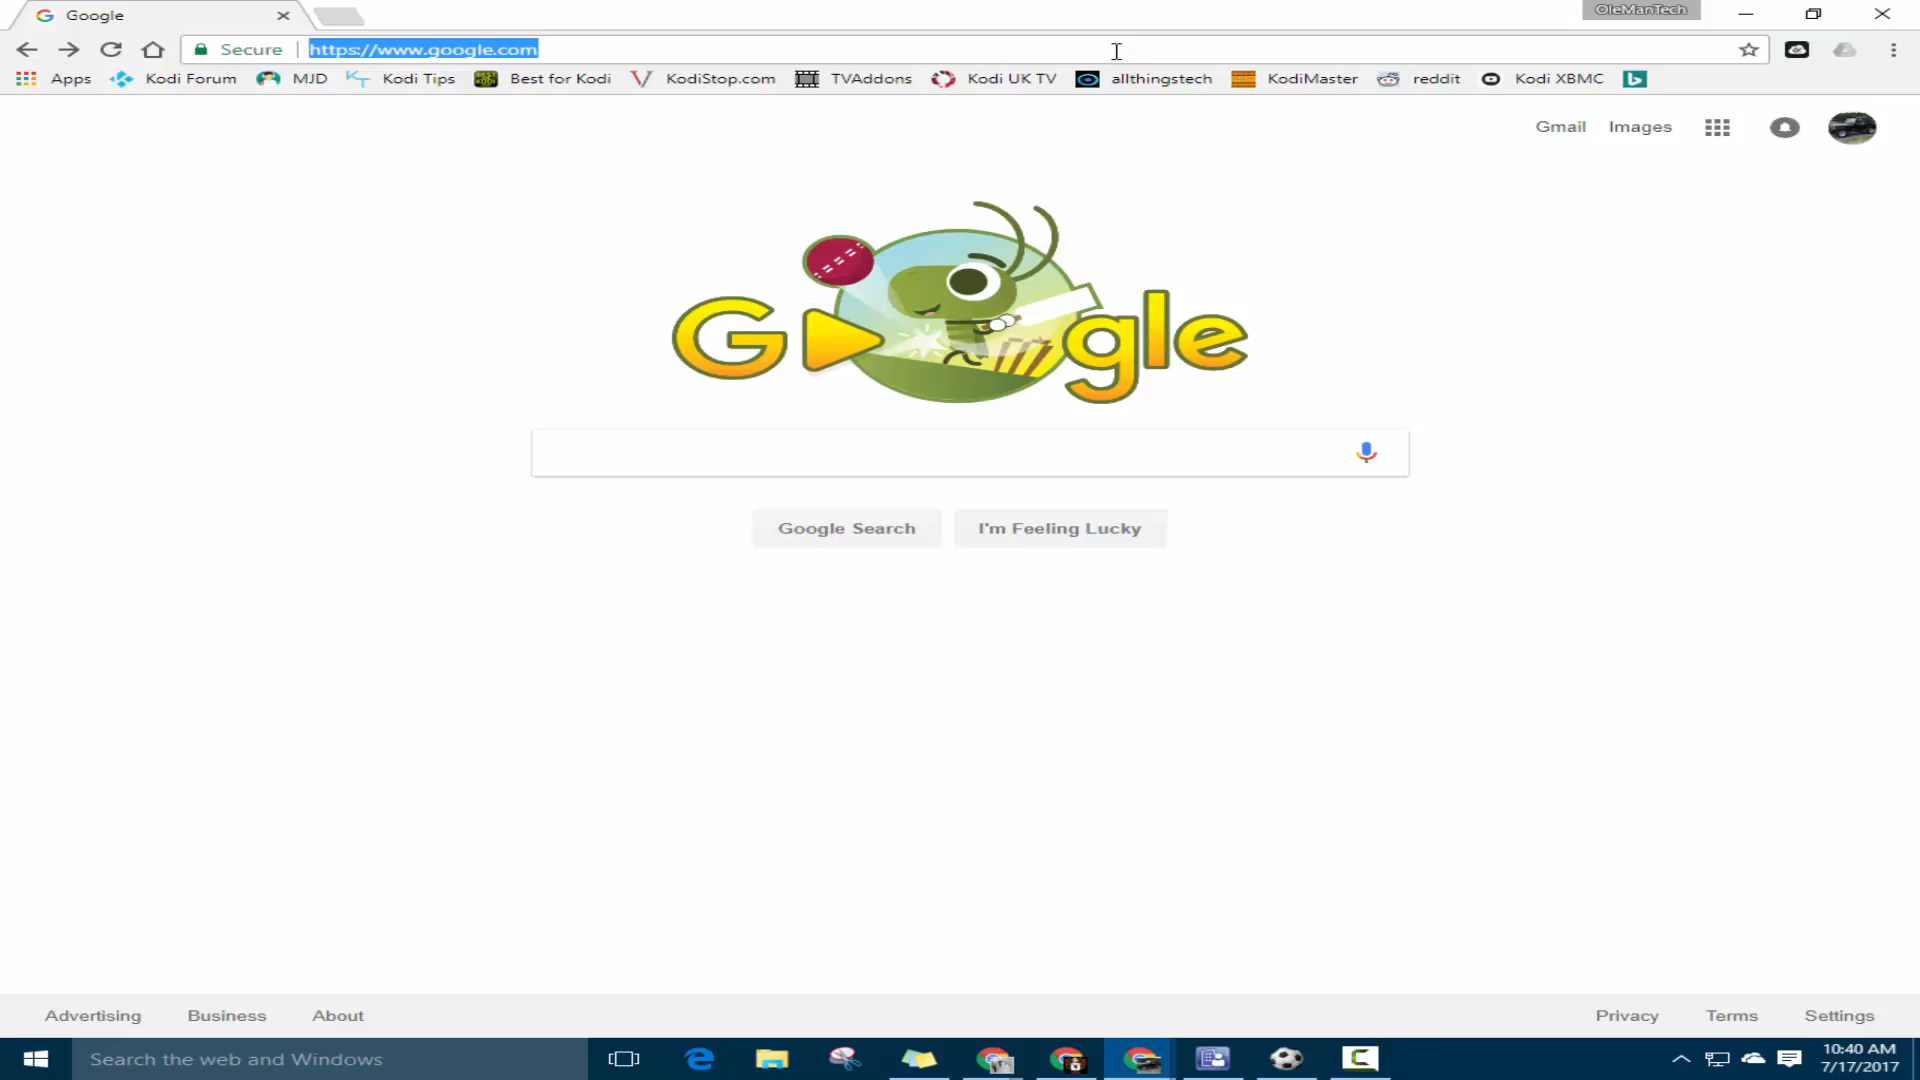 Google
OleManTech
Secure | https://www.google.com
Apps Kodi Forum MJD Kodi Tips Best for Kodi KodiStop.com TVAddons Kodi UK TV allthingstech KodiMaster reddit Kodi XBMC
Gmail Images
G gle
Google Search I'm Feeling Lucky
Advertising Business About Privacy Terms Settings
Search the web and Windows
10:40 AM
7/17/2017